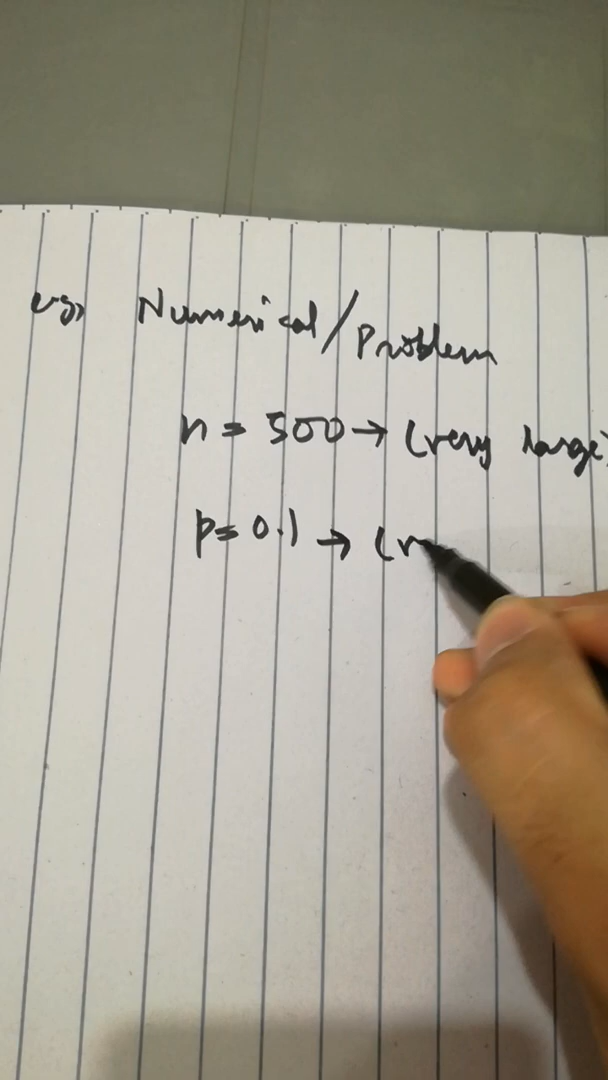 eg, Numerical/Problem
n = 500 → (very large)
p = 0.1 → (